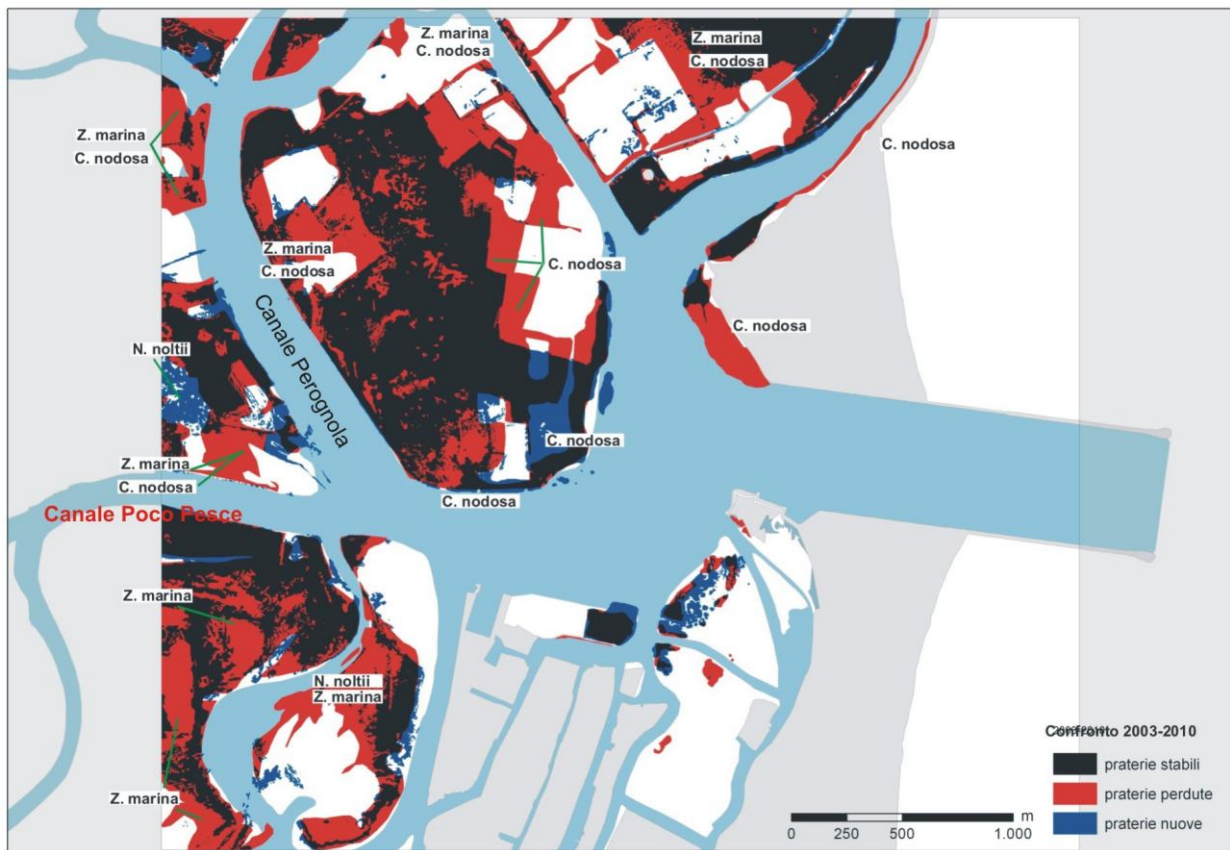 Z. marina
C. nodosa
Z. marina
C. nodosa
Z. marina
C. nodosa
C. nodosa
Z. marina
C. nodosa
C. nodosa
C. nodosa
N. noltii
Canale Perognola
C. nodosa
Z. marina
C. nodosa
C. nodosa
Canale Poco Pesce
Z. marina
N. noltii
Z. marina
Z. marina
Confronto 2003-2010
praterie stabili
praterie perdute
praterie nuove
m
0 250 500 1.000